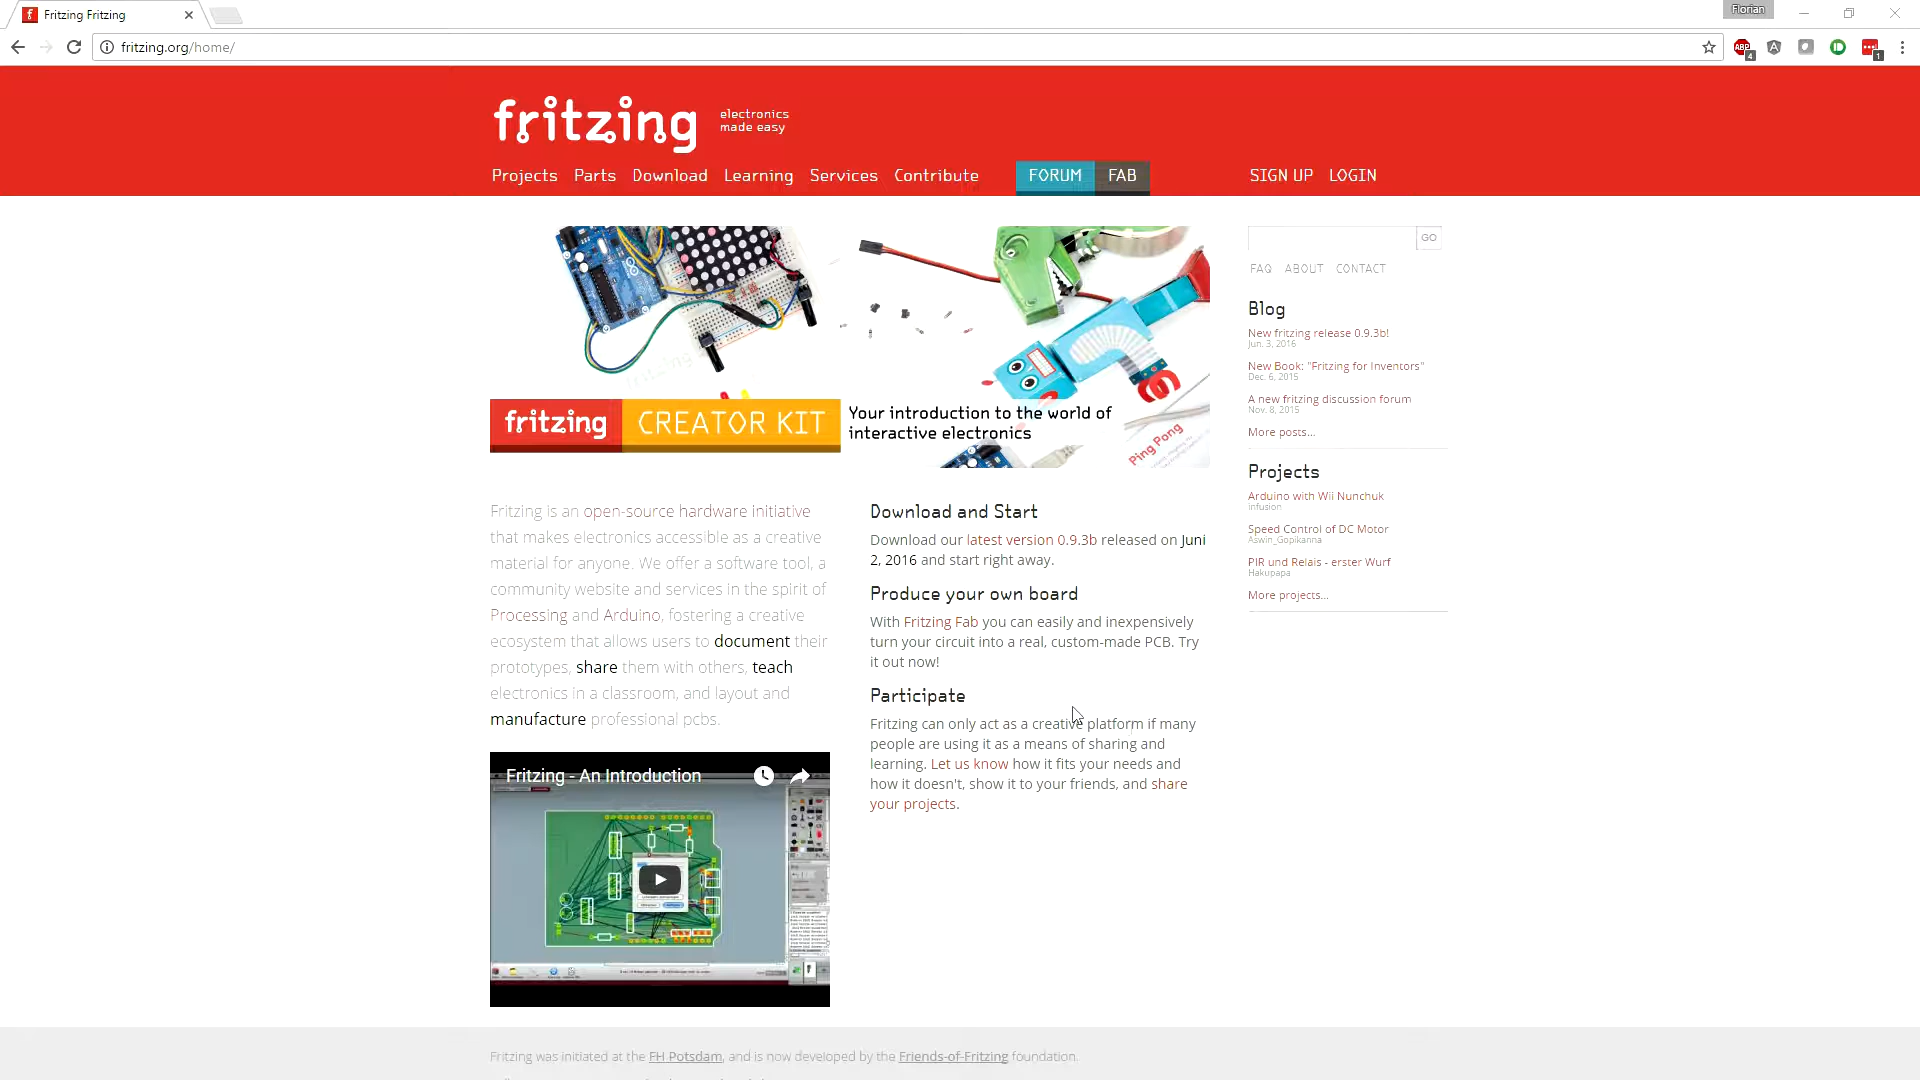 Fritzing Fritzing
Florian
fritzing.org/home/
ABP
4
1
fritzing
electronics
made easy
Projects Parts Download Learning Services Contribute
FORUM FAB
SIGN UP LOGIN
GO
FAQ ABOUT CONTACT
fritzing CREATOR KIT
Your introduction to the world of
interactive electronics
Ping Pong
Fritzing is an open-source hardware initiative
that makes electronics accessible as a creative
material for anyone. We offer a software tool, a
community website and services in the spirit of
Processing and Arduino, fostering a creative
ecosystem that allows users to document their
prototypes, share them with others, teach
electronics in a classroom, and layout and
manufacture professional pcbs.
Fritzing - An Introduction
Download and Start
Download our latest version 0.9.3b released on Juni
2, 2016 and start right away.
Produce your own board
With Fritzing Fab you can easily and inexpensively
turn your circuit into a real, custom-made PCB. Try
it out now!
Participate
Fritzing can only act as a creative platform if many
people are using it as a means of sharing and
learning. Let us know how it fits your needs and
how it doesn't, show it to your friends, and share
your projects.
Blog
New fritzing release 0.9.3b!
Jun. 3, 2016
New Book: "Fritzing for Inventors"
Dec. 6, 2015
A new fritzing discussion forum
Nov. 8, 2015
More posts...
Projects
Arduino with Wii Nunchuk
infusion
Speed Control of DC Motor
Aswin_Gopikanna
PIR und Relais - erster Wurf
Hakupapa
More projects...
Fritzing was initiated at the FH Potsdam, and is now developed by the Friends-of-Fritzing foundation.